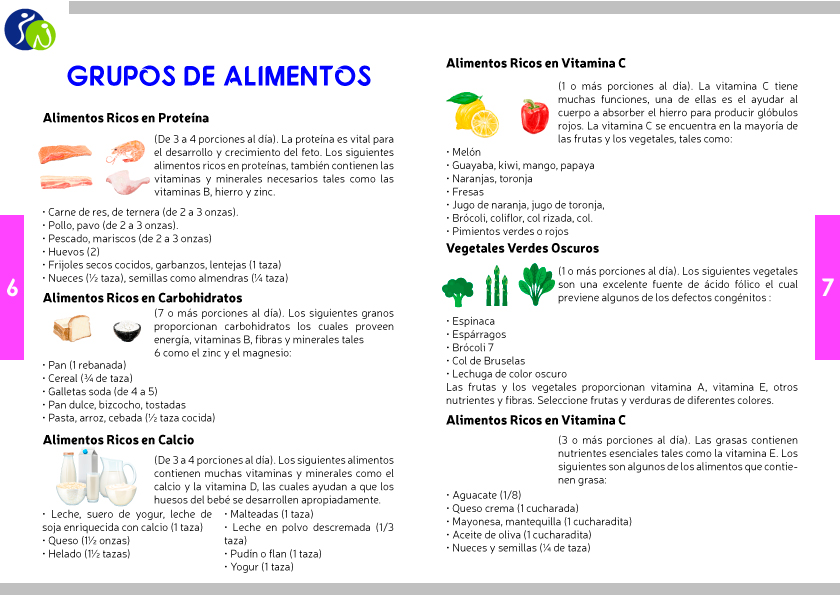 GRUPOS DE ALIMENTOS
Alimentos Ricos en Proteína
(De 3 a 4 porciones al día). La proteína es vital para
el desarrollo y crecimiento del feto. Los siguientes
alimentos ricos en proteínas, también contienen las
vitaminas y minerales necesarios tales como las
vitaminas B, hierro y zinc.
• Carne de res, de ternera (de 2 a 3 onzas).
• Pollo, pavo (de 2 a 3 onzas).
• Pescado, mariscos (de 2 a 3 onzas)
• Huevos (2)
• Frijoles secos cocidos, garbanzos, lentejas (1 taza)
• Nueces (½ taza), semillas como almendras (¼ taza)
Alimentos Ricos en Carbohidratos
(7 o más porciones al día). Los siguientes granos
proporcionan carbohidratos los cuales proveen
energía, vitaminas B, fibras y minerales tales
6 como el zinc y el magnesio:
• Pan (1 rebanada)
• Cereal (¾ de taza)
• Galletas soda (de 4 a 5)
• Pan dulce, bizcocho, tostadas
• Pasta, arroz, cebada (½ taza cocida)
Alimentos Ricos en Calcio
(De 3 a 4 porciones al día). Los siguientes alimentos
contienen muchas vitaminas y minerales como el
calcio y la vitamina D, las cuales ayudan a que los
huesos del bebé se desarrollen apropiadamente.
• Leche, suero de yogur, leche de
soja enriquecida con calcio (1 taza)
• Queso (1½ onzas)
• Helado (1½ tazas)
• Malteadas (1 taza)
• Leche en polvo descremada (1/3
taza)
• Pudín o flan (1 taza)
• Yogur (1 taza)
6
Alimentos Ricos en Vitamina C
(1 o más porciones al día). La vitamina C tiene
muchas funciones, una de ellas es el ayudar al
cuerpo a absorber el hierro para producir glóbulos
rojos. La vitamina C se encuentra en la mayoría de
las frutas y los vegetales, tales como:
• Melón
• Guayaba, kiwi, mango, papaya
• Naranjas, toronja
• Fresas
• Jugo de naranja, jugo de toronja,
• Brócoli, coliflor, col rizada, col.
• Pimientos verdes o rojos
Vegetales Verdes Oscuros
(1 o más porciones al día). Los siguientes vegetales
son una excelente fuente de ácido fólico el cual
previene algunos de los defectos congénitos :
• Espinaca
• Espárragos
• Brócoli 7
• Col de Bruselas
• Lechuga de color oscuro
Las frutas y los vegetales proporcionan vitamina A, vitamina E, otros
nutrientes y fibras. Seleccione frutas y verduras de diferentes colores.
Alimentos Ricos en Vitamina C
(3 o más porciones al día). Las grasas contienen
nutrientes esenciales tales como la vitamina E. Los
siguientes son algunos de los alimentos que contie-
nen grasa:
• Aguacate (1/8)
• Queso crema (1 cucharada)
• Mayonesa, mantequilla (1 cucharadita)
• Aceite de oliva (1 cucharadita)
• Nueces y semillas (¼ de taza)
7